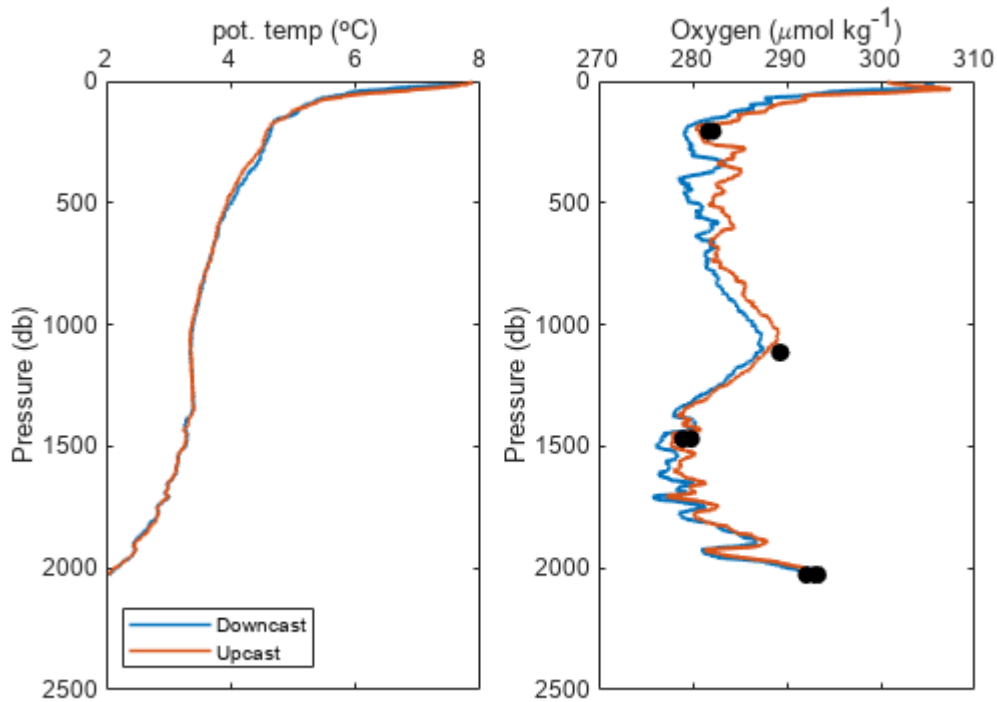 pot. temp (ºC)
2 4 6 8
0
500
1000
1500
2000
2500
Pressure (db)
Downcast
Upcast
Oxygen (μmol kg⁻¹)
270 280 290 300 310
0
500
1000
1500
2000
2500
Pressure (db)